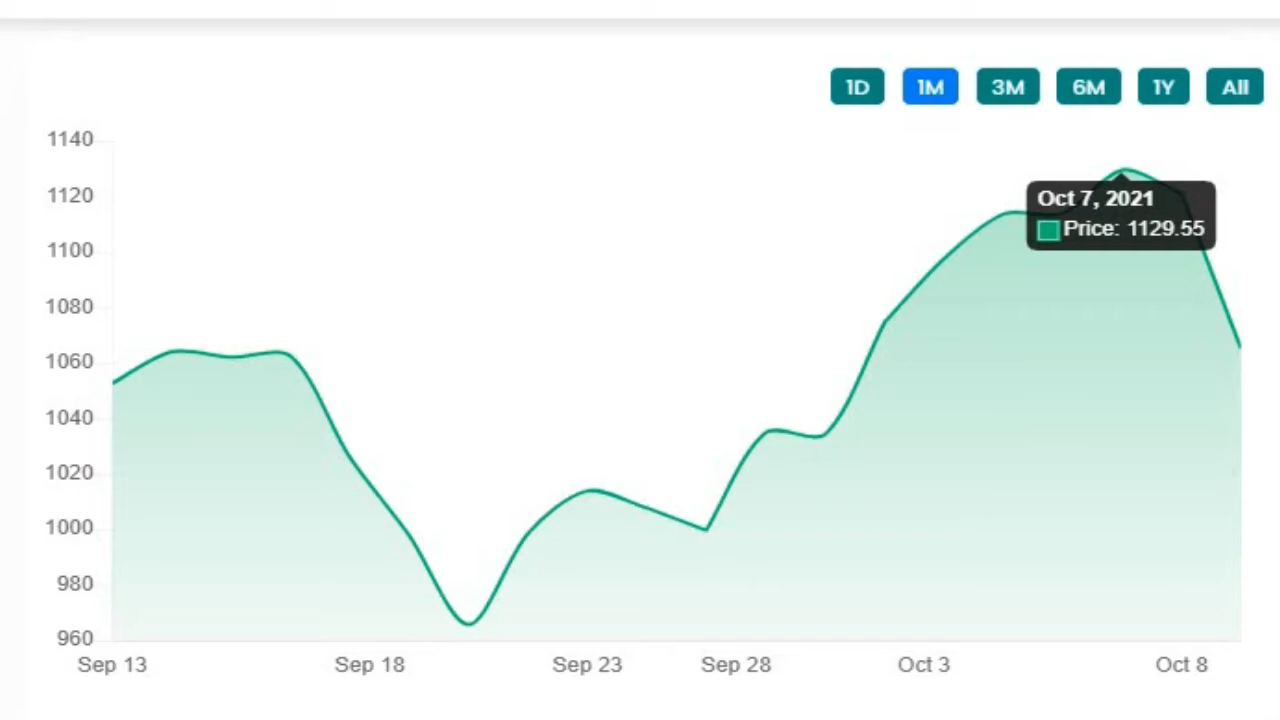 1D 1M 3M 6M 1Y All
1140
1120
1100
1080
1060
1040
1020
1000
980
960
Oct 7, 2021
Price: 1129.55
Sep 13 Sep 18 Sep 23 Sep 28 Oct 3 Oct 8